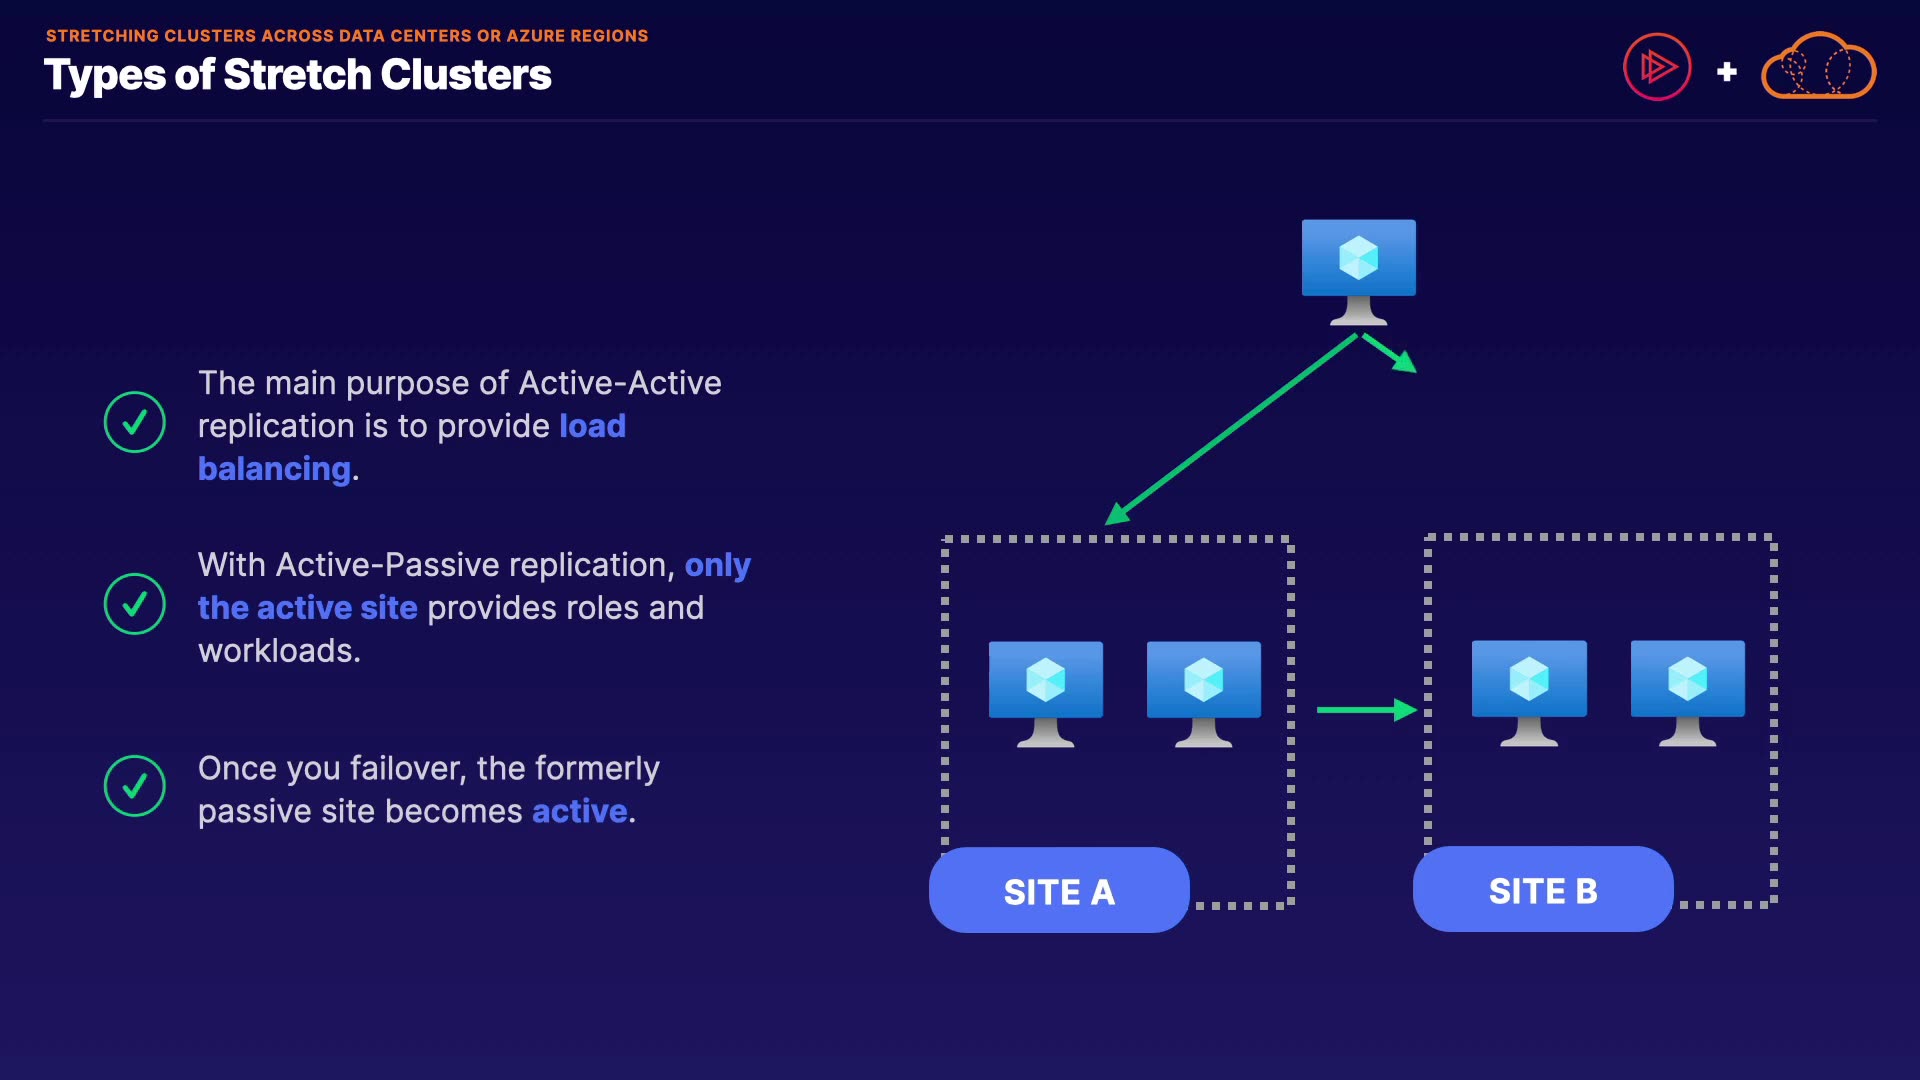 STRETCHING CLUSTERS ACROSS DATA CENTERS OR AZURE REGIONS
Types of Stretch Clusters
The main purpose of Active-Active
replication is to provide load
balancing.
With Active-Passive replication, only
the active site provides roles and
workloads.
Once you failover, the formerly
passive site becomes active.
SITE A
SITE B